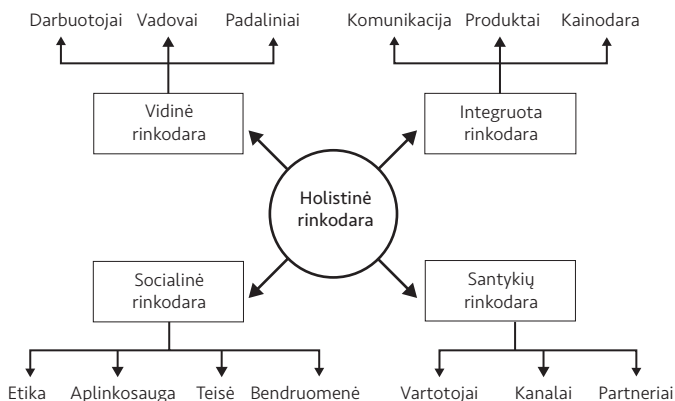 Darbuotojai Vadovai Padaliniai
Komunikacija Produktai Kainodara
Vidinė
rinkodara
Integruota
rinkodara
Holistinė
rinkodara
Socialinė
rinkodara
Santykių
rinkodara
Etika Aplinkosauga Teisė Bendruomenė
Vartotojai Kanalai Partneriai